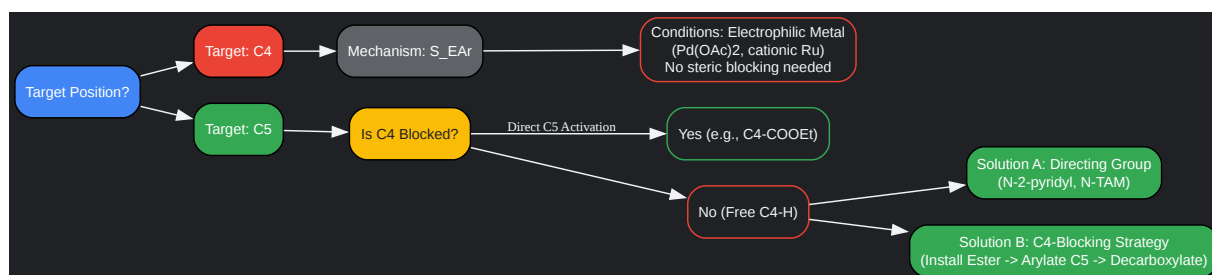 Target Position?
Target: C4
Mechanism: S_EAr
Conditions: Electrophilic Metal
(Pd(OAc)2, cationic Ru)
No steric blocking needed
Target: C5
Is C4 Blocked?
Direct C5 Activation
Yes (e.g., C4-COOEt)
No (Free C4-H)
Solution A: Directing Group
(N-2-pyridyl, N-TAM)
Solution B: C4-Blocking Strategy
(Install Ester -> Arylate C5 -> Decarboxylate)